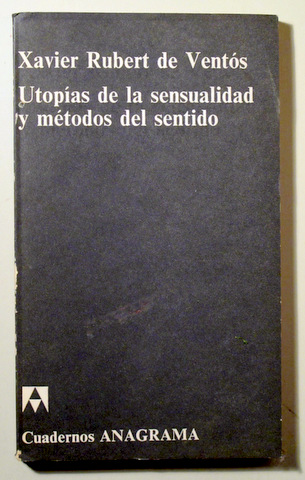 Xavier Rubert de Ventós
Utopías de la sensualidad
y métodos del sentido
Cuadernos ANAGRAMA